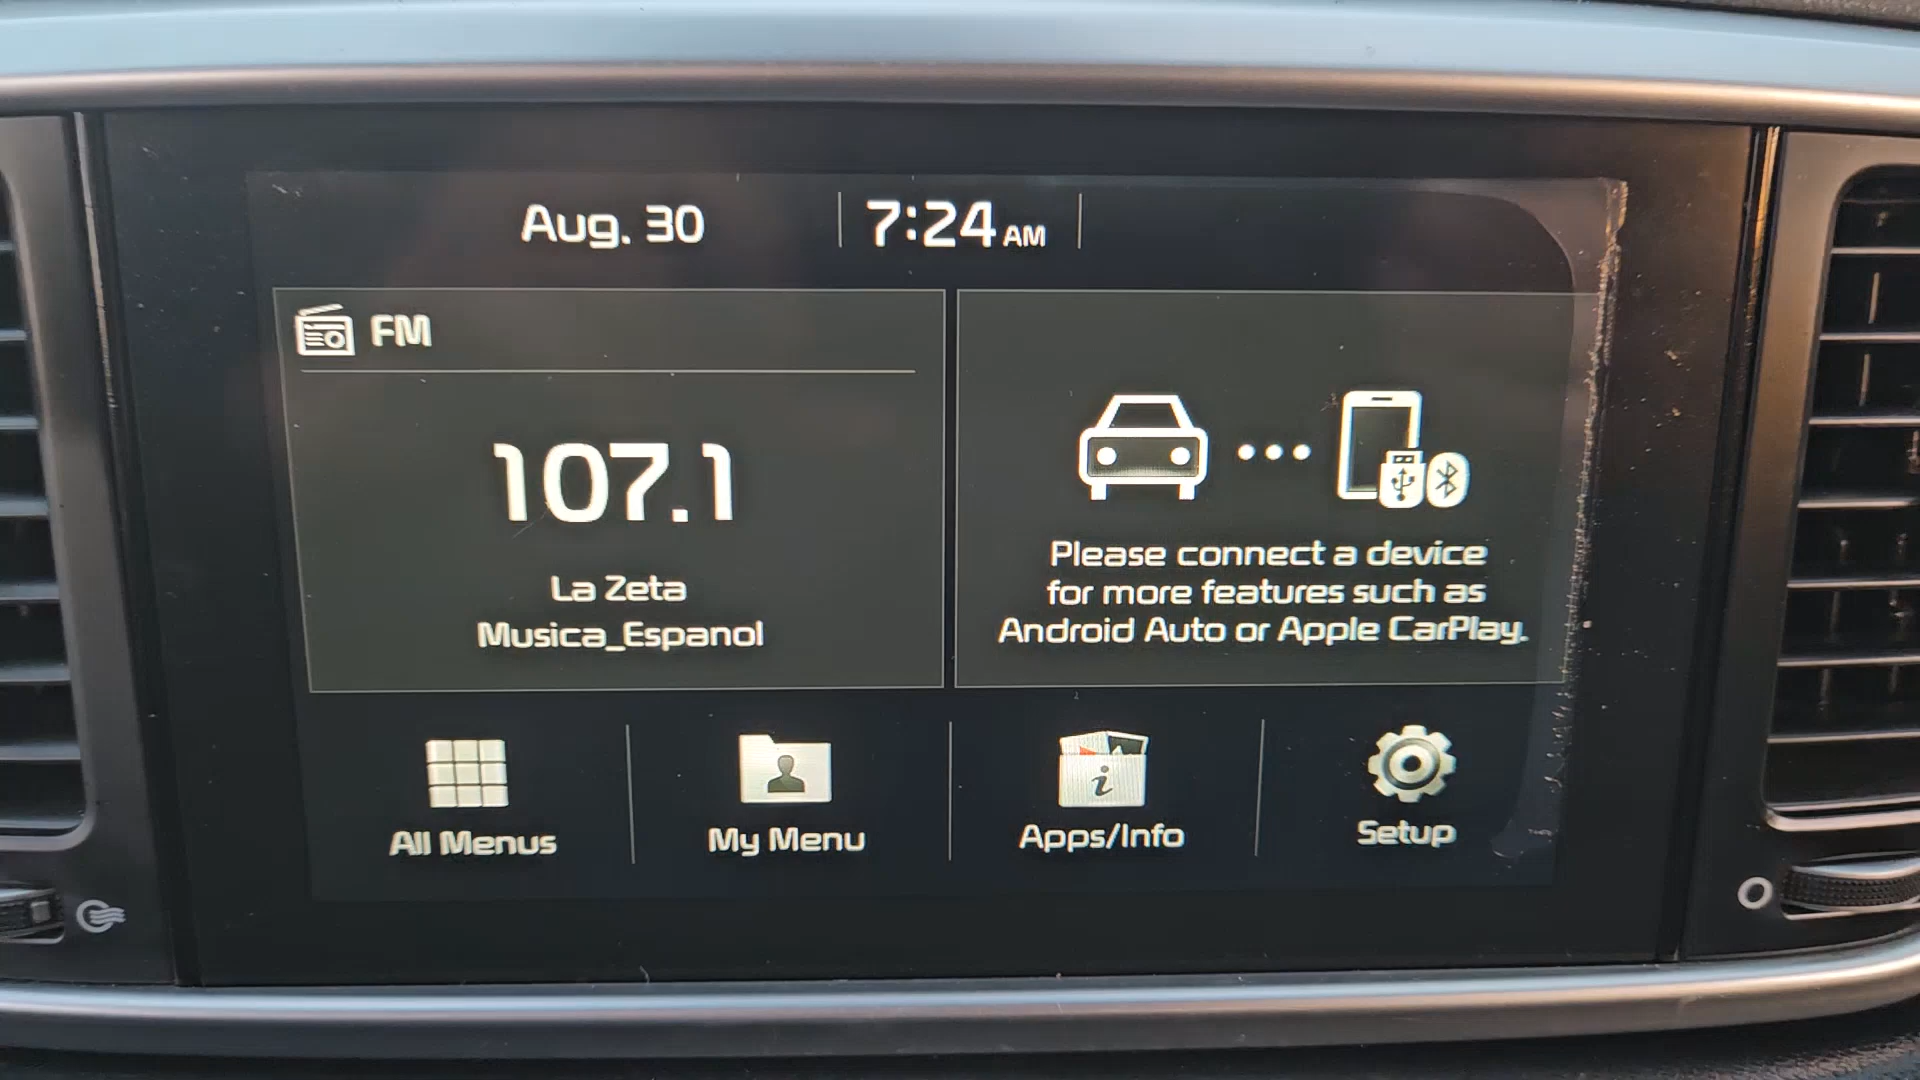 Aug. 30
7:24 AM
FM
107.1
La Zeta
Musica_Espanol
Please connect a device
for more features such as
Android Auto or Apple CarPlay.
All Menus
My Menu
Apps/Info
Setup